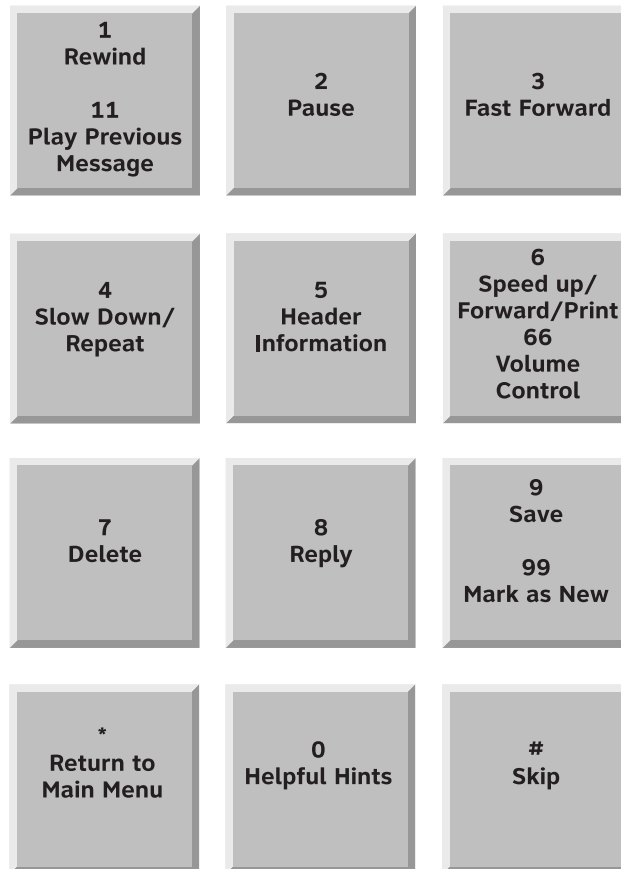 1
Rewind
11
Play Previous
Message
2
Pause
3
Fast Forward
4
Slow Down/
Repeat
5
Header
Information
6
Speed up/
Forward/Print
66
Volume
Control
7
Delete
8
Reply
9
Save
99
Mark as New
*
Return to
Main Menu
0
Helpful Hints
#
Skip